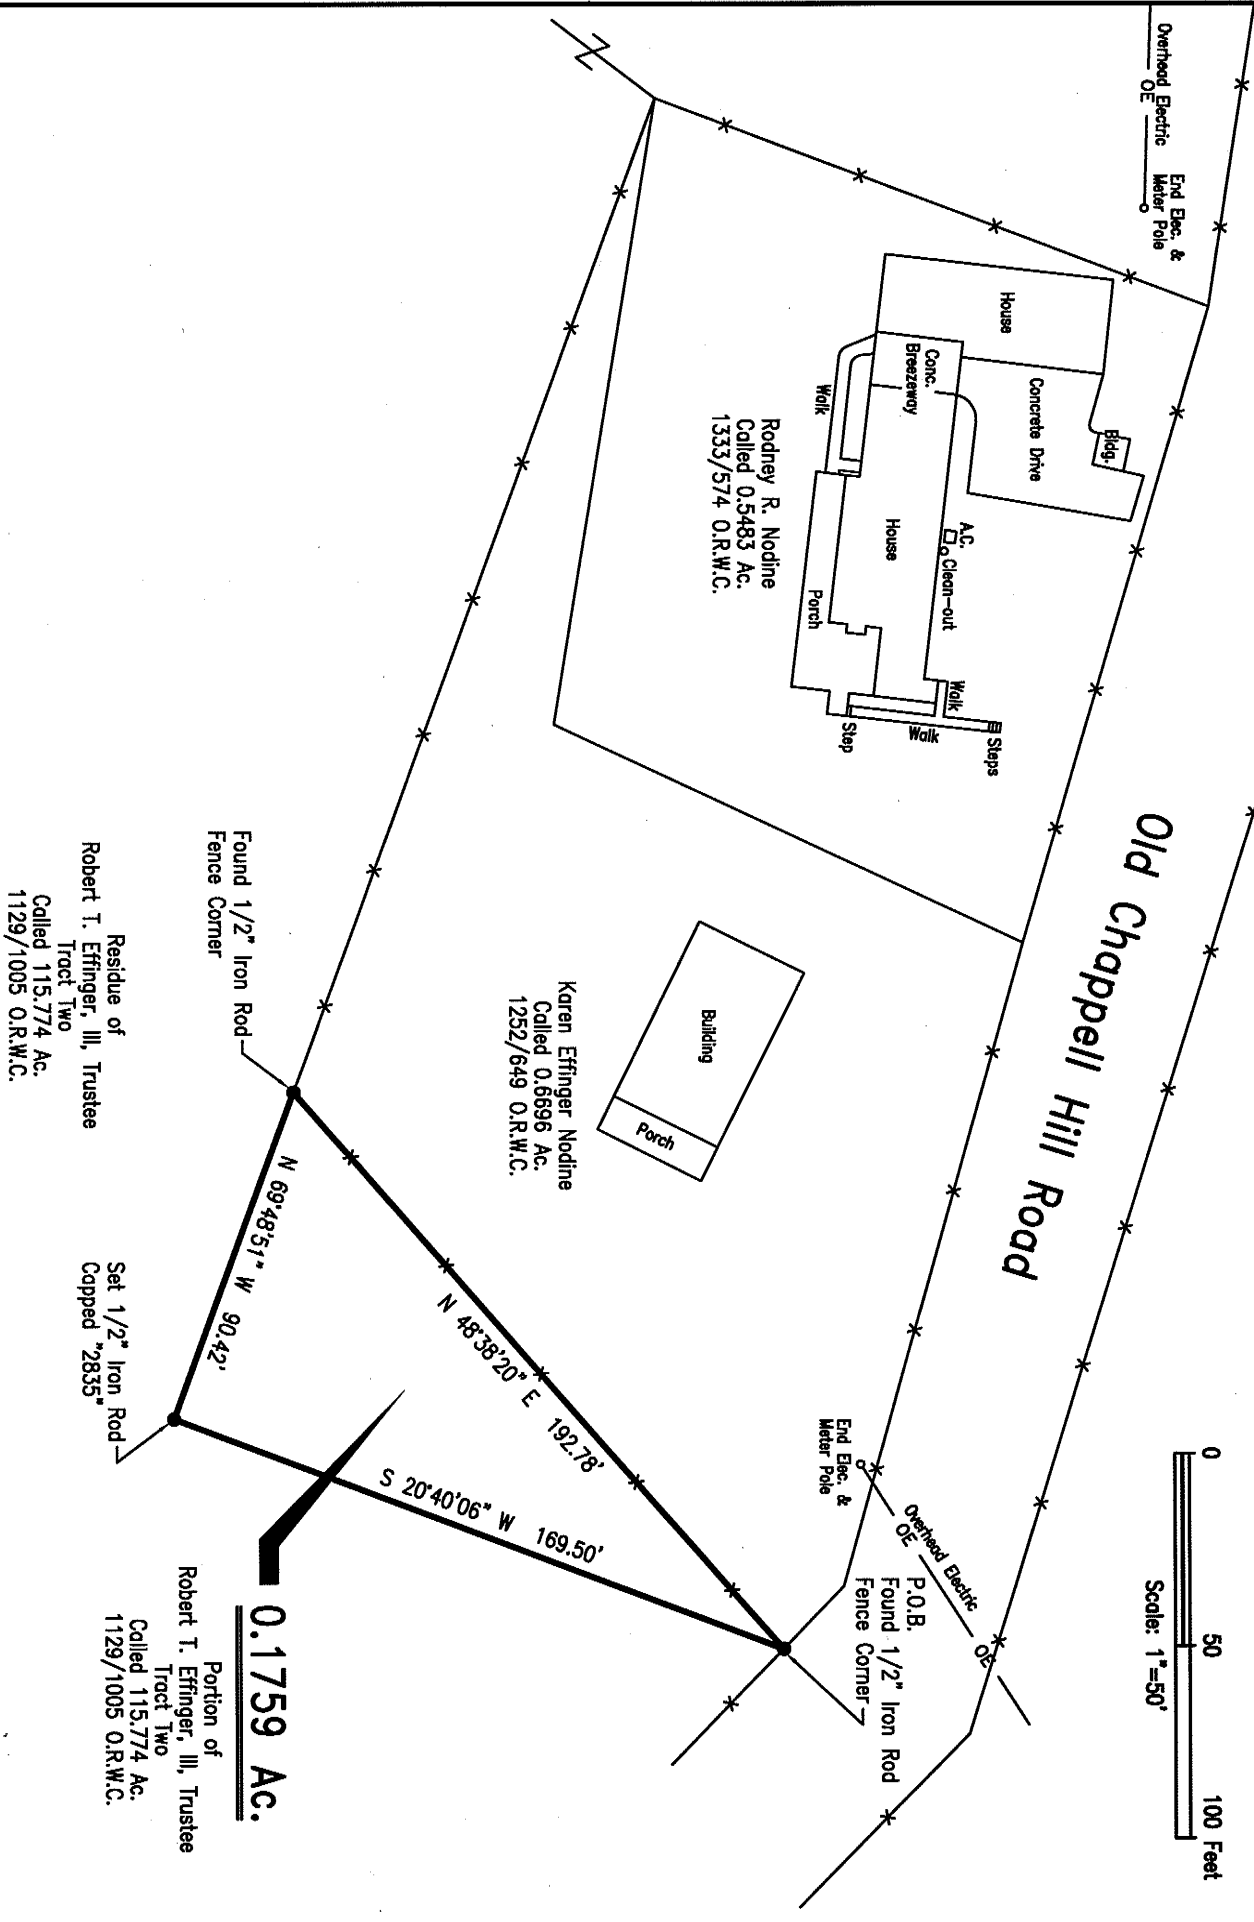 Overhead Electric
OE
End Elec. &
Meter Pole
House
Conc.
Breezeway
Concrete Drive
Bldg.
Walk
A.C.
Clean-out
House
Porch
Walk
Steps
Walk
Step
Rodney R. Nodine
Called 0.5483 Ac.
1333/574 O.R.W.C.
Old Chappell Hill Road
Building
Porch
Karen Effinger Nodine
Called 0.6696 Ac.
1252/649 O.R.W.C.
Found 1/2" Iron Rod
Fence Corner
Residue of
Robert T. Effinger, III, Trustee
Tract Two
Called 115.774 Ac.
1129/1005 O.R.W.C.
N 69°48'51" W 90.42'
Set 1/2" Iron Rod
Capped "2835"
N 48°38'20" E 192.78'
S 20°40'06" W 169.50'
End Elec. &
Meter Pole
Overhead Electric
OE
OE
P.O.B.
Found 1/2" Iron Rod
Fence Corner
0 50 100 Feet
Scale: 1"=50'
0.1759 Ac.
Portion of
Robert T. Effinger, III, Trustee
Tract Two
Called 115.774 Ac.
1129/1005 O.R.W.C.
N